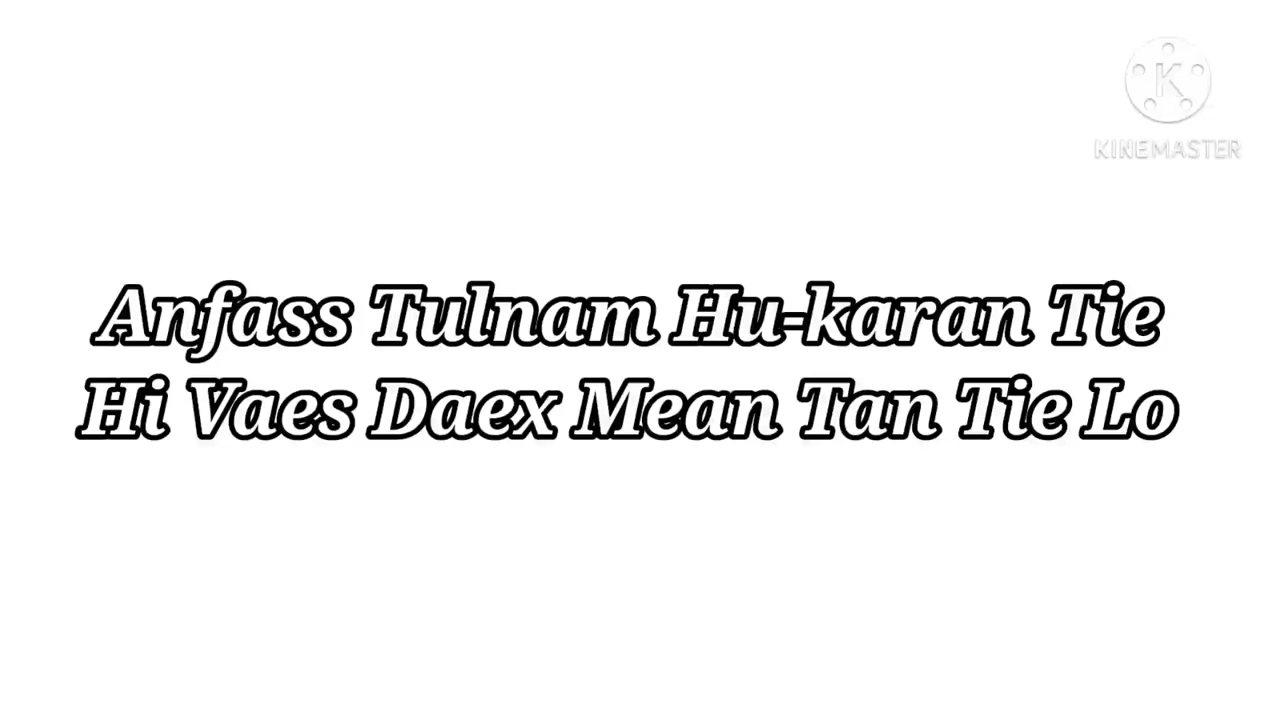 KINEMASTER
Anfass Tulnam Hu-karan Tie
Hi Vaes Daex Mean Tan Tie Lo